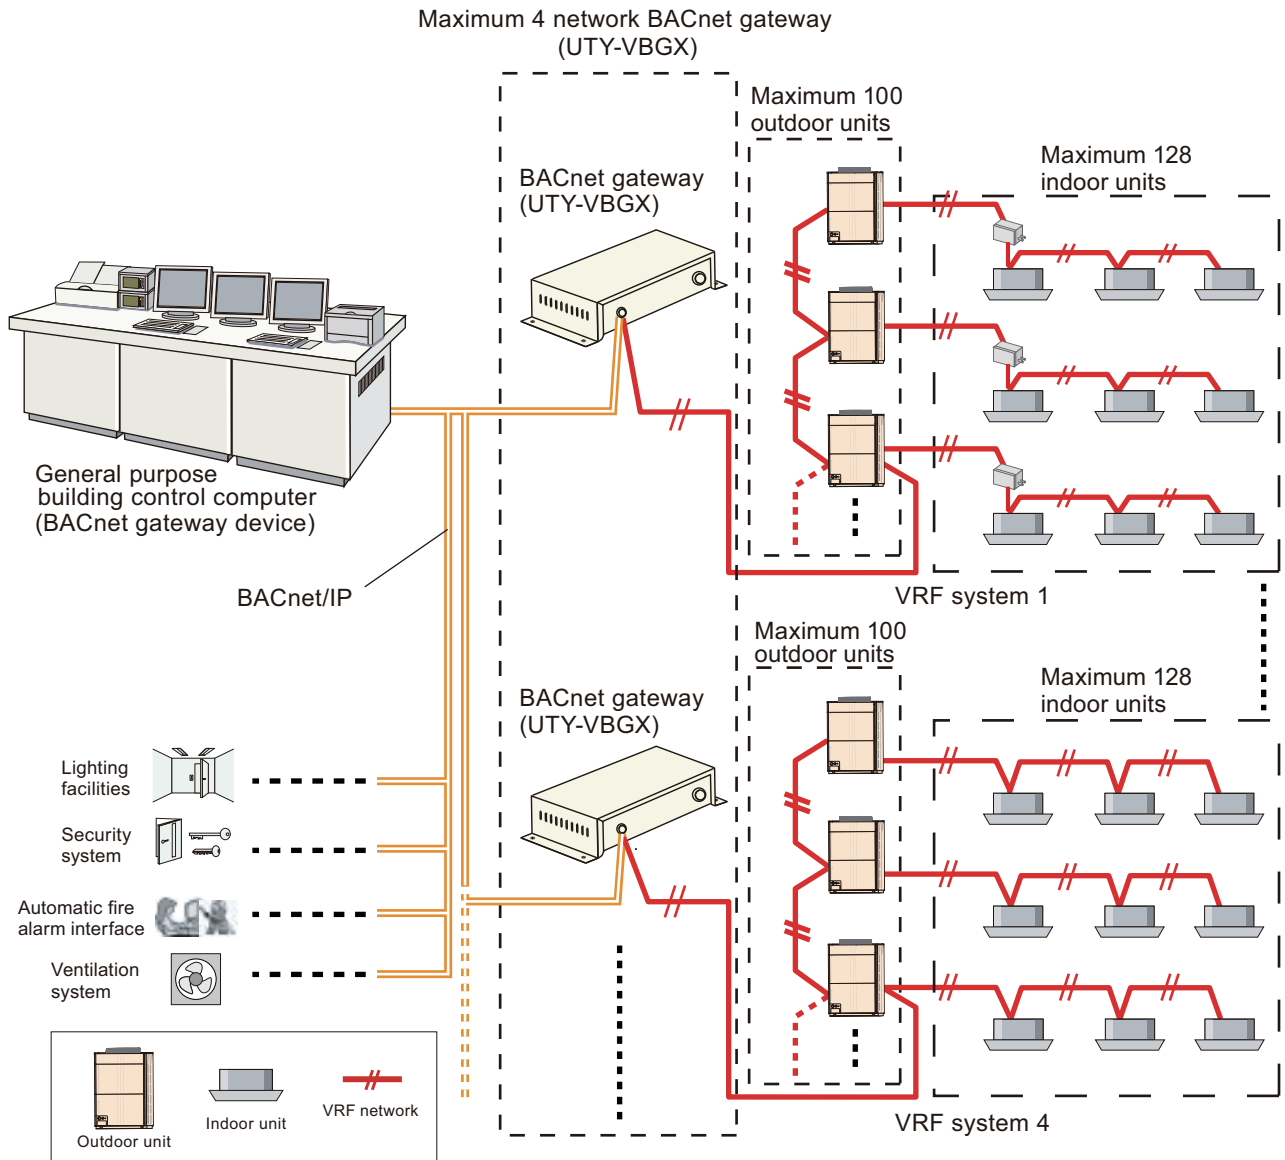 Maximum 4 network BACnet gateway
(UTY-VBGX)
Maximum 100
outdoor units
Maximum 128
indoor units
BACnet gateway
(UTY-VBGX)
General purpose
building control computer
(BACnet gateway device)
BACnet/IP
VRF system 1
Maximum 100
outdoor units
Maximum 128
indoor units
BACnet gateway
(UTY-VBGX)
Lighting
facilities
Security
system
Automatic fire
alarm interface
Ventilation
system
Outdoor unit
Indoor unit
VRF network
VRF system 4